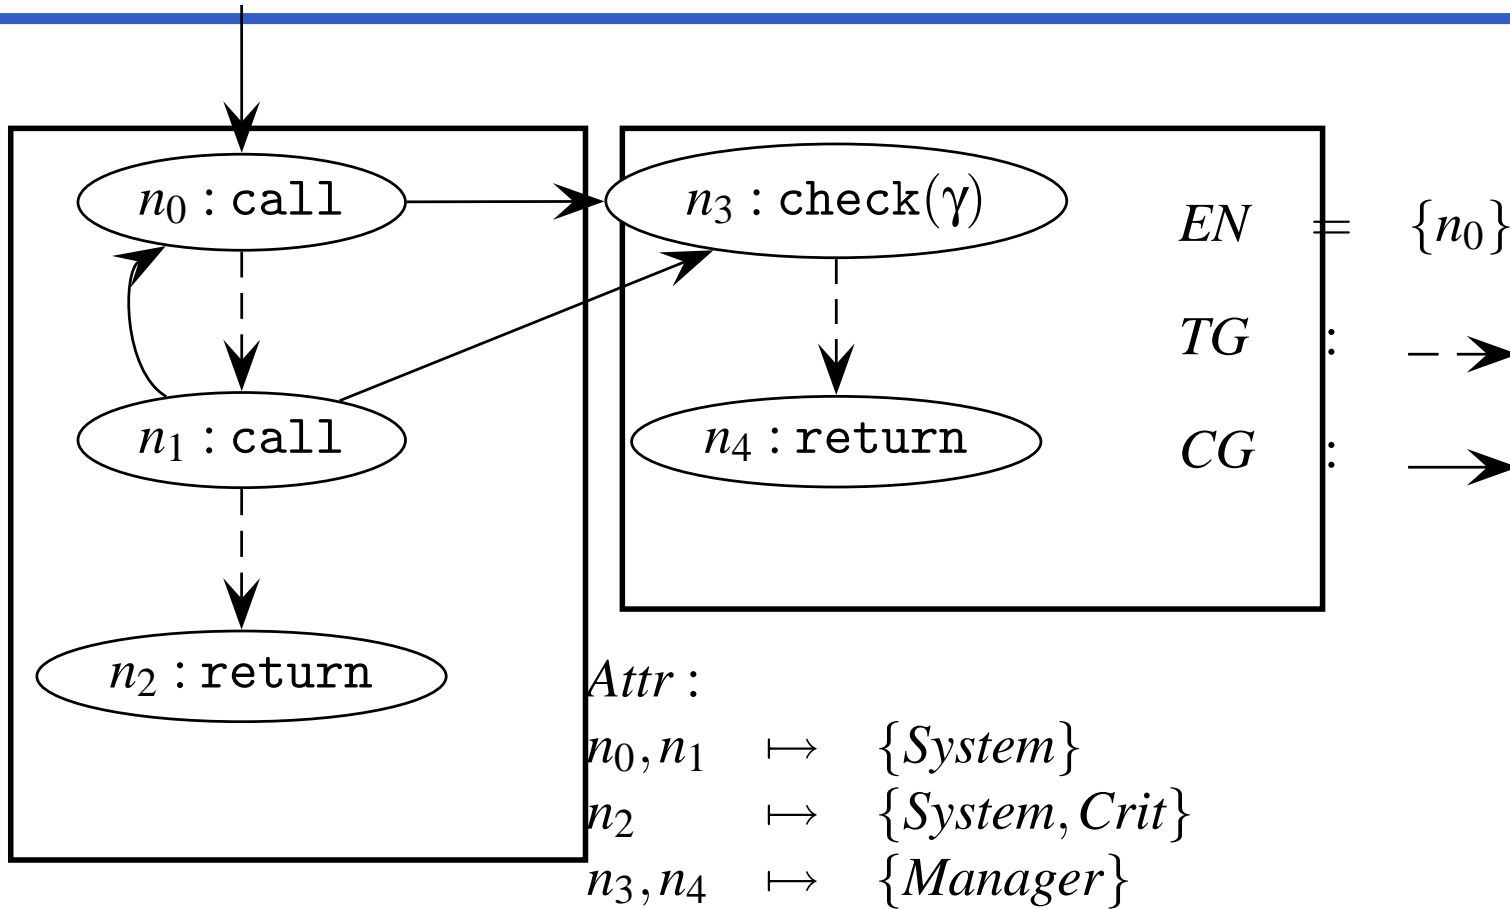 n0 : call
n3 : check(γ)
EN = {n0}
TG :
n1 : call
n4 : return
CG :
n2 : return
Attr :
n0, n1 ↦ {System}
n2 ↦ {System, Crit}
n3, n4 ↦ {Manager}